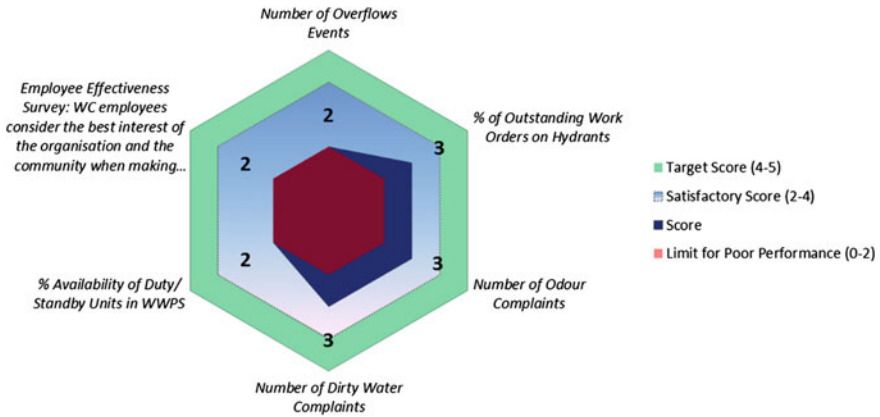 Number of Overflows
Events
Employee Effectiveness
Survey: WC employees
consider the best interest of
the organisation and the
community when making...
% of Outstanding Work
Orders on Hydrants
2
3
2
2
3
3
% Availability of Duty/
Standby Units in WWPS
Number of Odour
Complaints
Number of Dirty Water
Complaints
Target Score (4-5)
Satisfactory Score (2-4)
Score
Limit for Poor Performance (0-2)